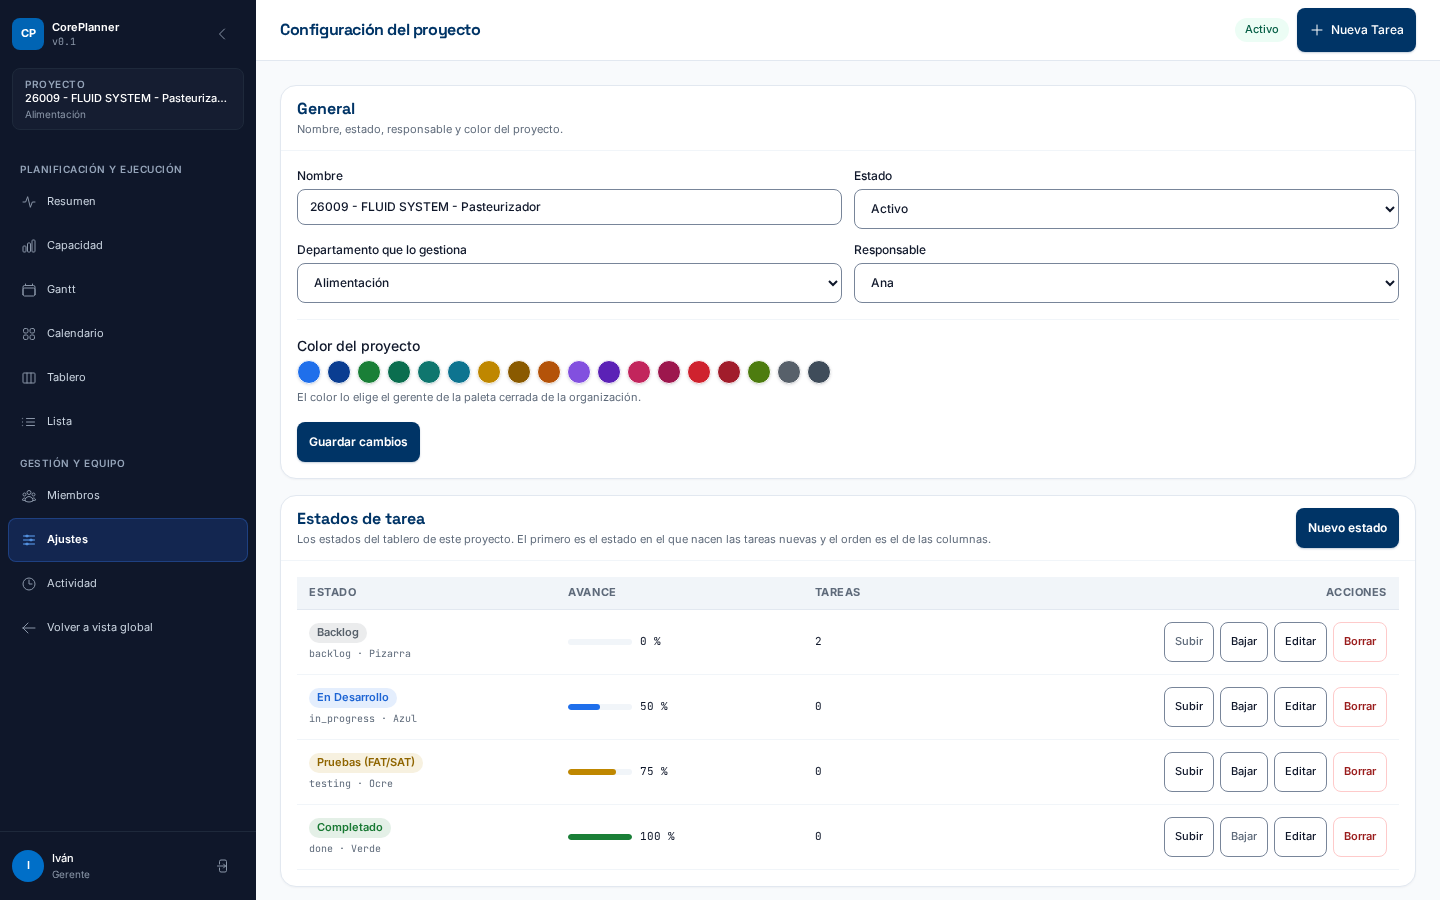 CP
CorePlanner
v0.1
PROYECTO
26009 - FLUID SYSTEM - Pasteuriza...
Alimentación
PLANIFICACIÓN Y EJECUCIÓN
Resumen
Capacidad
Gantt
Calendario
Tablero
Lista
GESTIÓN Y EQUIPO
Miembros
Ajustes
Actividad
Volver a vista global
I
Iván
Gerente
Configuración del proyecto
Activo
Nueva Tarea
General
Nombre, estado, responsable y color del proyecto.
Nombre
Estado
26009 - FLUID SYSTEM - Pasteurizador
Activo
Departamento que lo gestiona
Responsable
Alimentación
Ana
Color del proyecto
El color lo elige el gerente de la paleta cerrada de la organización.
Guardar cambios
Estados de tarea
Los estados del tablero de este proyecto. El primero es el estado en el que nacen las tareas nuevas y el orden es el de las columnas.
Nuevo estado
ESTADO AVANCE TAREAS ACCIONES
Backlog
backlog · Pizarra
0 % 2 Subir Bajar Editar Borrar
En Desarrollo
in_progress · Azul
50 % 0 Subir Bajar Editar Borrar
Pruebas (FAT/SAT)
testing · Ocre
75 % 0 Subir Bajar Editar Borrar
Completado
done · Verde
100 % 0 Subir Bajar Editar Borrar